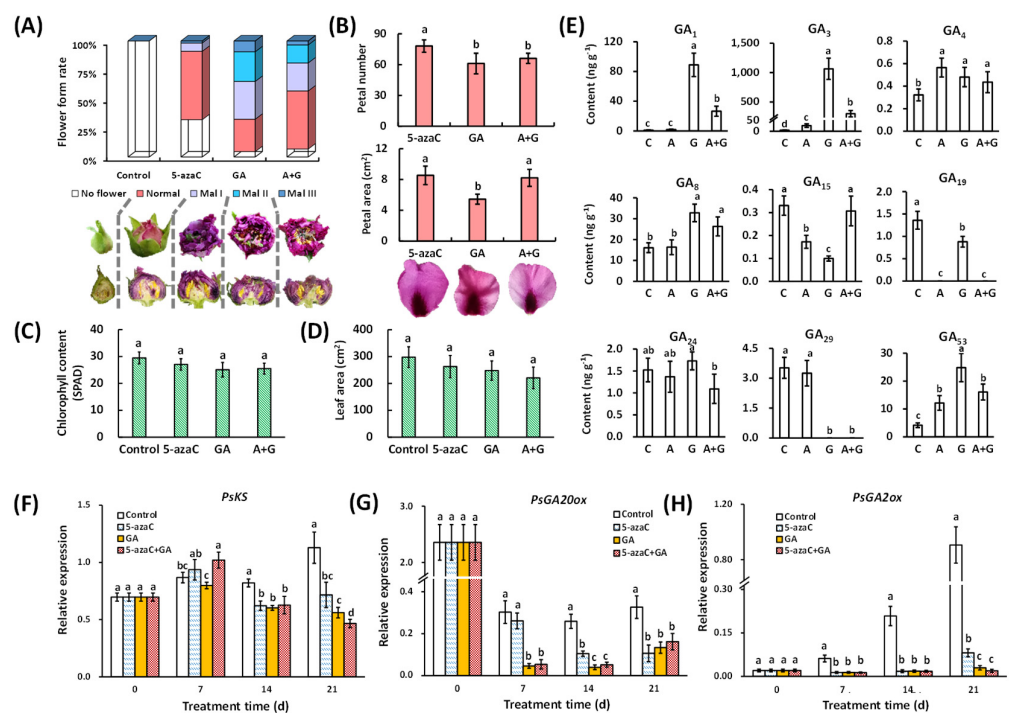 (A)
Flower form rate
100%
75%
50%
25%
0%
Control 5-azaC GA A+G
No flower Normal Mal I Mal II Mal III
(B)
Petal number
90
60
30
0
a b b
5-azaC GA A+G
Petal area (cm2)
12
9
6
3
0
a b a
5-azaC GA A+G
(C)
Chlorophyll content
(SPAD)
40
30
20
10
0
a a a a
Control 5-azaC GA A+G
(D)
Leaf area (cm2)
400
300
200
100
0
a a a a
Control 5-azaC GA A+G
(E)
GA1
Content (ng g-1)
120
80
40
0
c c a b
C A G A+G
GA3
1,500
1,000
500
50
0
d c a b
C A G A+G
GA4
0.8
0.6
0.4
0.2
0.0
b a a a
C A G A+G
GA8
Content (ng g-1)
40
30
20
10
0
b b a a
C A G A+G
GA15
0.4
0.3
0.2
0.1
0.0
a b c a
C A G A+G
GA19
2.0
1.5
1.0
0.5
0.0
a c b c
C A G A+G
GA24
Content (ng g-1)
2.0
1.5
1.0
0.5
0.0
ab ab a b
C A G A+G
GA29
4.5
3.0
1.5
0.0
a a b b
C A G A+G
GA53
30
20
10
0
c b a b
C A G A+G
(F)
PsKS
Relative expression
1.5
1.0
0.5
0.0
Control
5-azaC
GA
5-azaC+GA
a a a a
bc ab c a
a b b b
a bc c d
0 7 14 21
Treatment time (d)
(G)
PsGA20ox
Relative expression
3.0
2.0
0.4
0.2
0.0
Control
5-azaC
GA
5-azaC+GA
a a a a
a a b b
a b c c
a b b b
0 7 14 21
Treatment time (d)
(H)
PsGA2ox
Relative expression
1.20
0.80
0.15
0.00
Control
5-azaC
GA
5-azaC+GA
a a a a
a b b b
a b b b
a b c c
0 7 14 21
Treatment time (d)